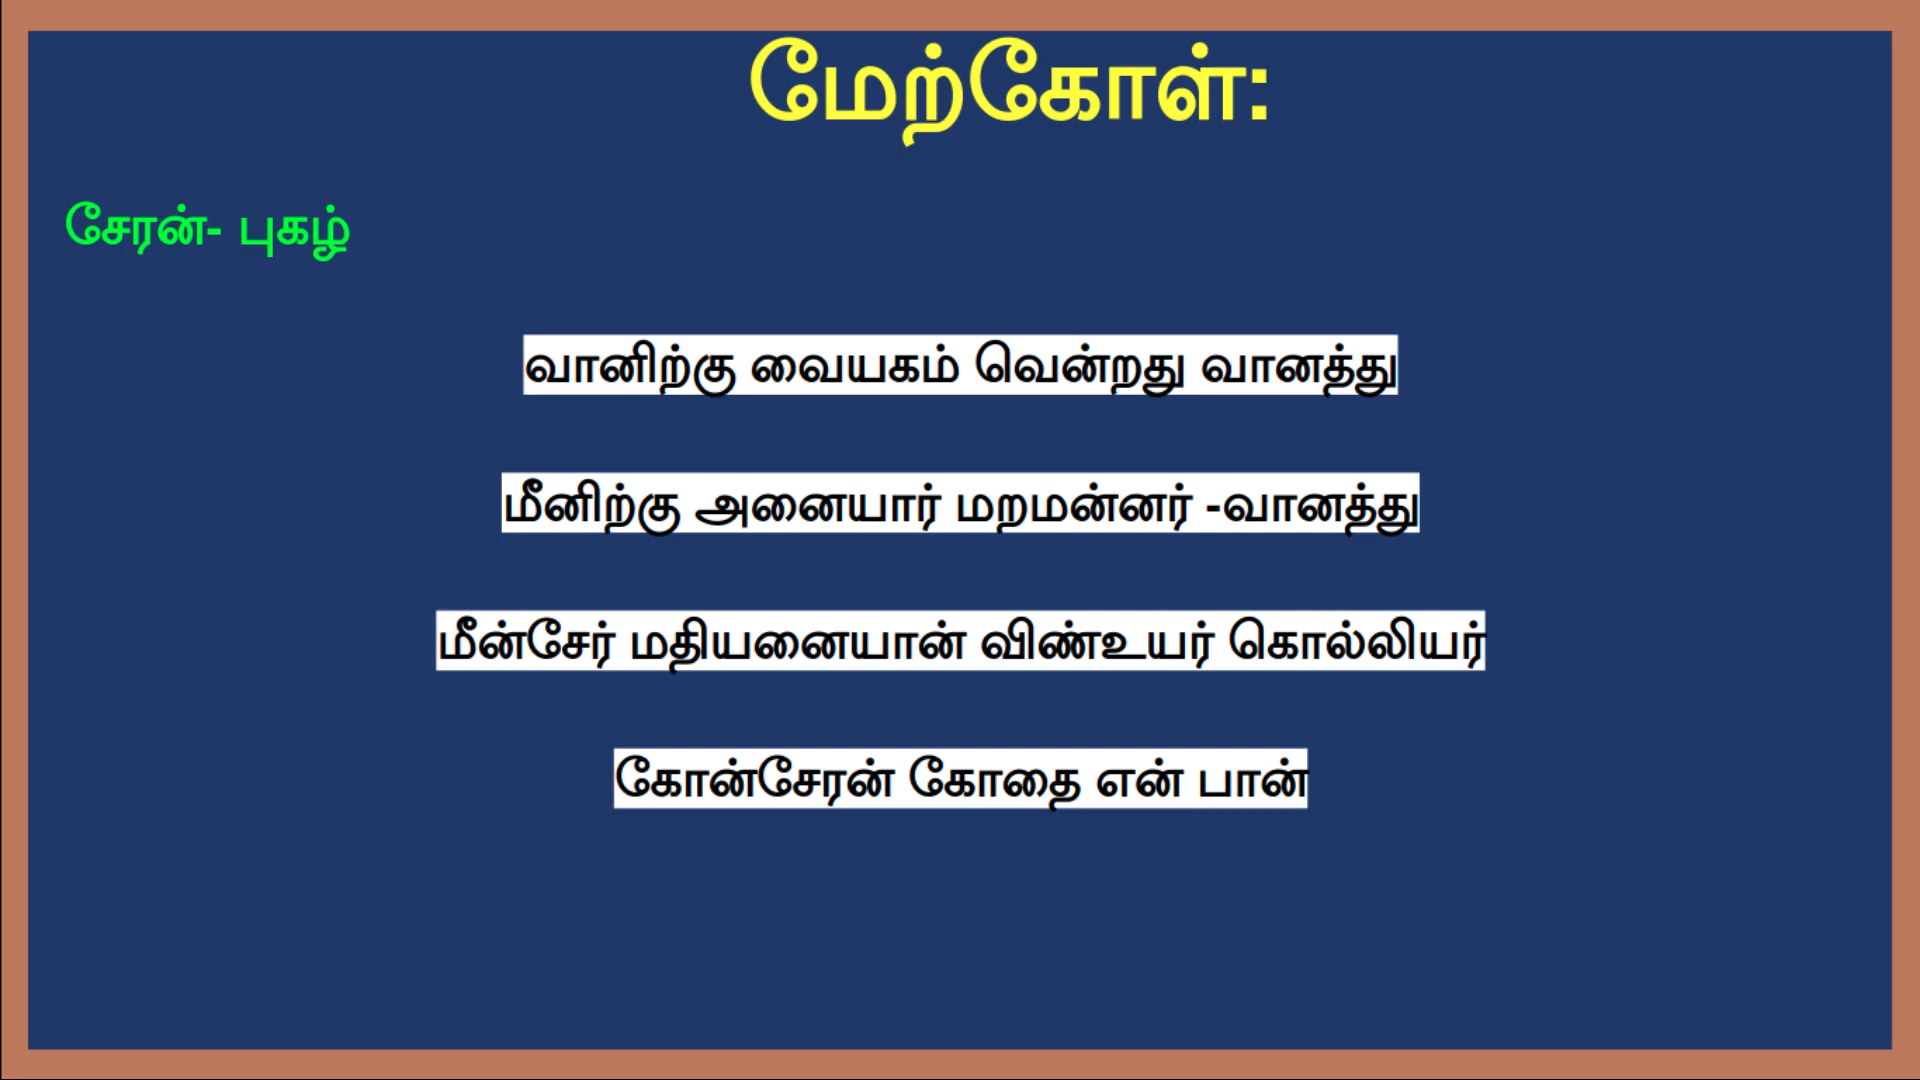 மேற்கோள்:
சேரன்- புகழ்
வானிற்கு வையகம் வென்றது வானத்து
மீனிற்கு அனையார் மறமன்னர் -வானத்து
மீன்சேர் மதியனையான் விண்உயர் கொல்லியர்
கோன்சேரன் கோதை என் பான்